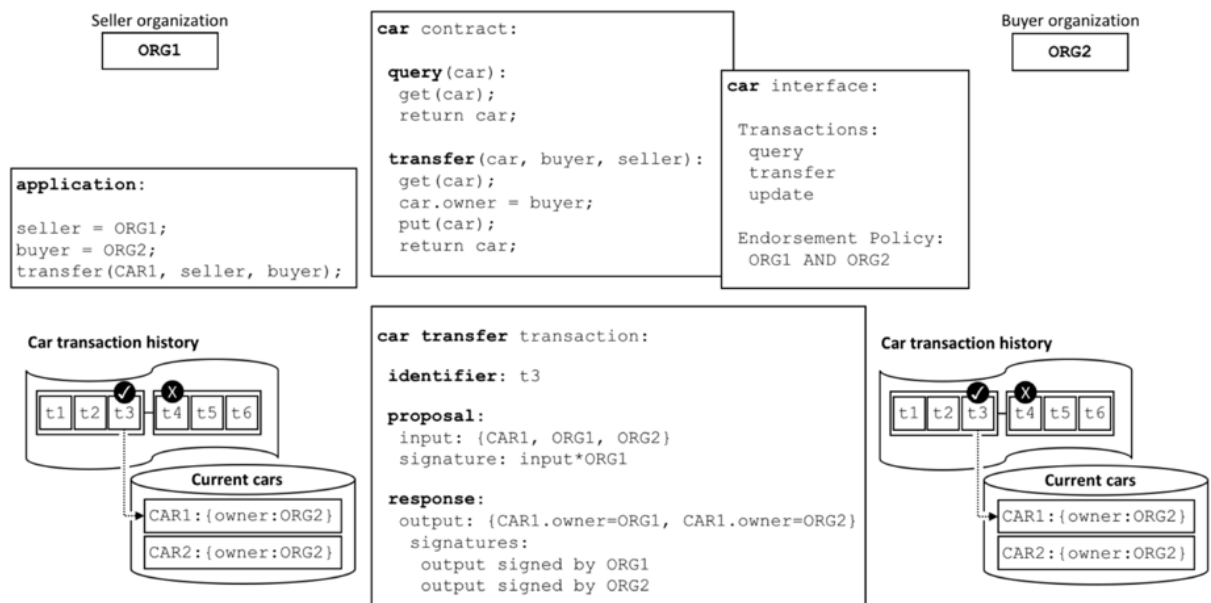 Seller organization
ORG1
car contract:
query(car):
get(car);
return car;
transfer(car, buyer, seller):
get(car);
car.owner = buyer;
put(car);
return car;
Buyer organization
ORG2
car interface:
Transactions:
query
transfer
update
Endorsement Policy:
ORG1 AND ORG2
application:
seller = ORG1;
buyer = ORG2;
transfer(CAR1, seller, buyer);
Car transaction history
✓ X
t1 t2 t3 t4 t5 t6
Current cars
CAR1:{owner:ORG2}
CAR2:{owner:ORG2}
car transfer transaction:
identifier: t3
proposal:
input: {CAR1, ORG1, ORG2}
signature: input*ORG1
response:
output: {CAR1.owner=ORG1, CAR1.owner=ORG2}
signatures:
output signed by ORG1
output signed by ORG2
Car transaction history
✓ X
t1 t2 t3 t4 t5 t6
Current cars
CAR1:{owner:ORG2}
CAR2:{owner:ORG2}